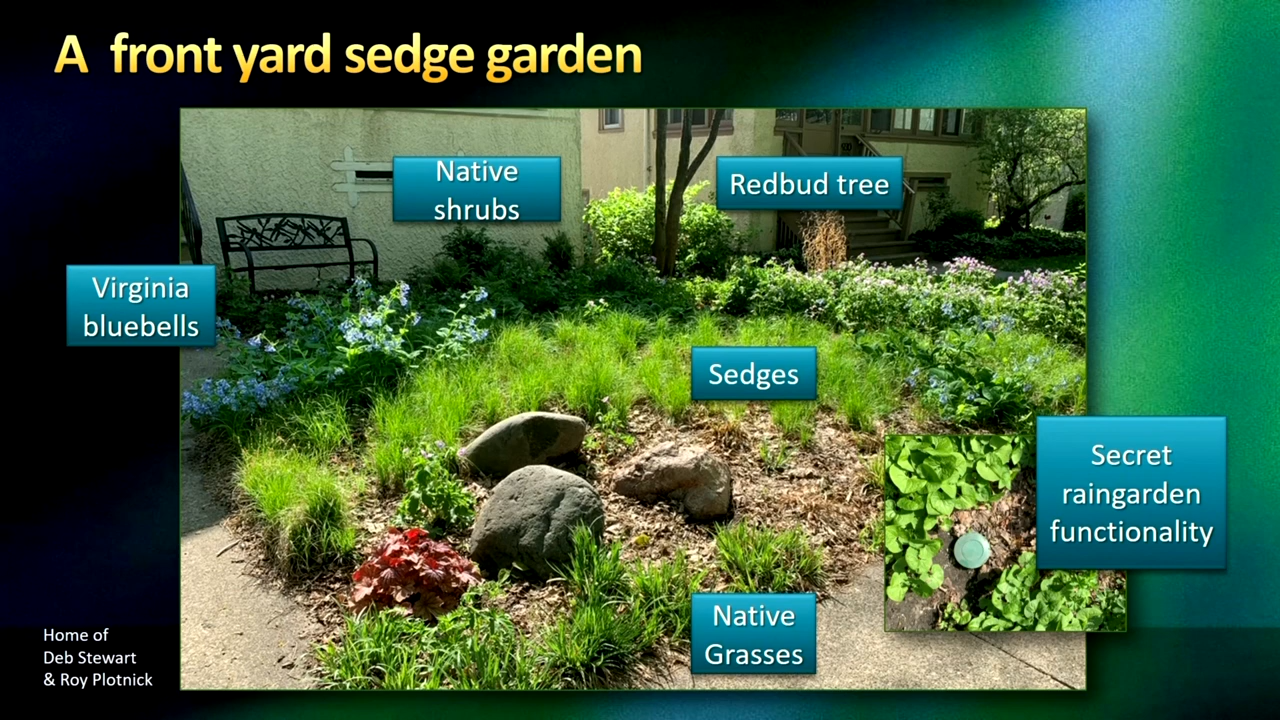 A front yard sedge garden
Native
shrubs
Redbud tree
Virginia
bluebells
Sedges
Secret
raingarden
functionality
Native
Grasses
Home of
Deb Stewart
& Roy Plotnick